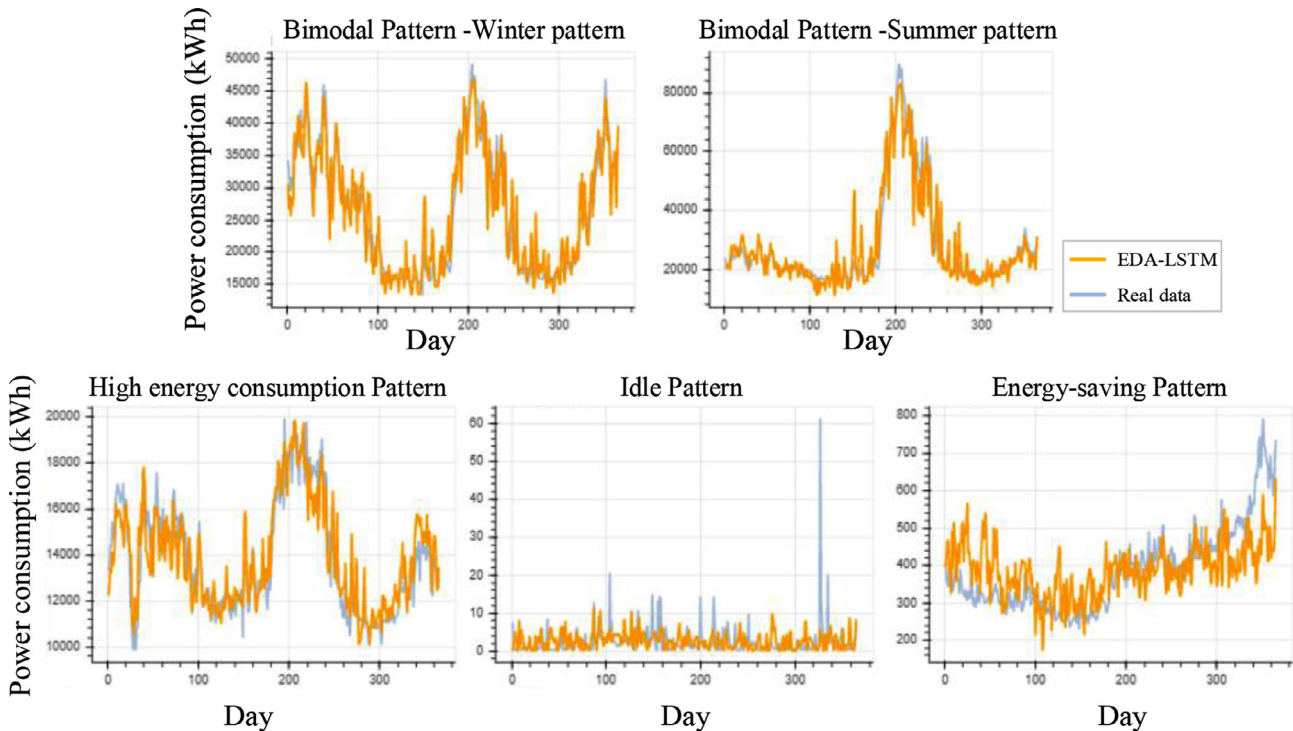 Bimodal Pattern -Winter pattern
Bimodal Pattern -Summer pattern
Power consumption (kWh)
50000
45000
40000
35000
30000
25000
20000
15000
0 100 200 300
Day
80000
60000
40000
20000
0 100 200 300
Day
EDA-LSTM
Real data
High energy consumption Pattern
Idle Pattern
Energy-saving Pattern
Power consumption (kWh)
20000
18000
16000
14000
12000
10000
0 100 200 300
Day
60
50
40
30
20
10
0
0 100 200 300
Day
800
700
600
500
400
300
200
0 100 200 300
Day